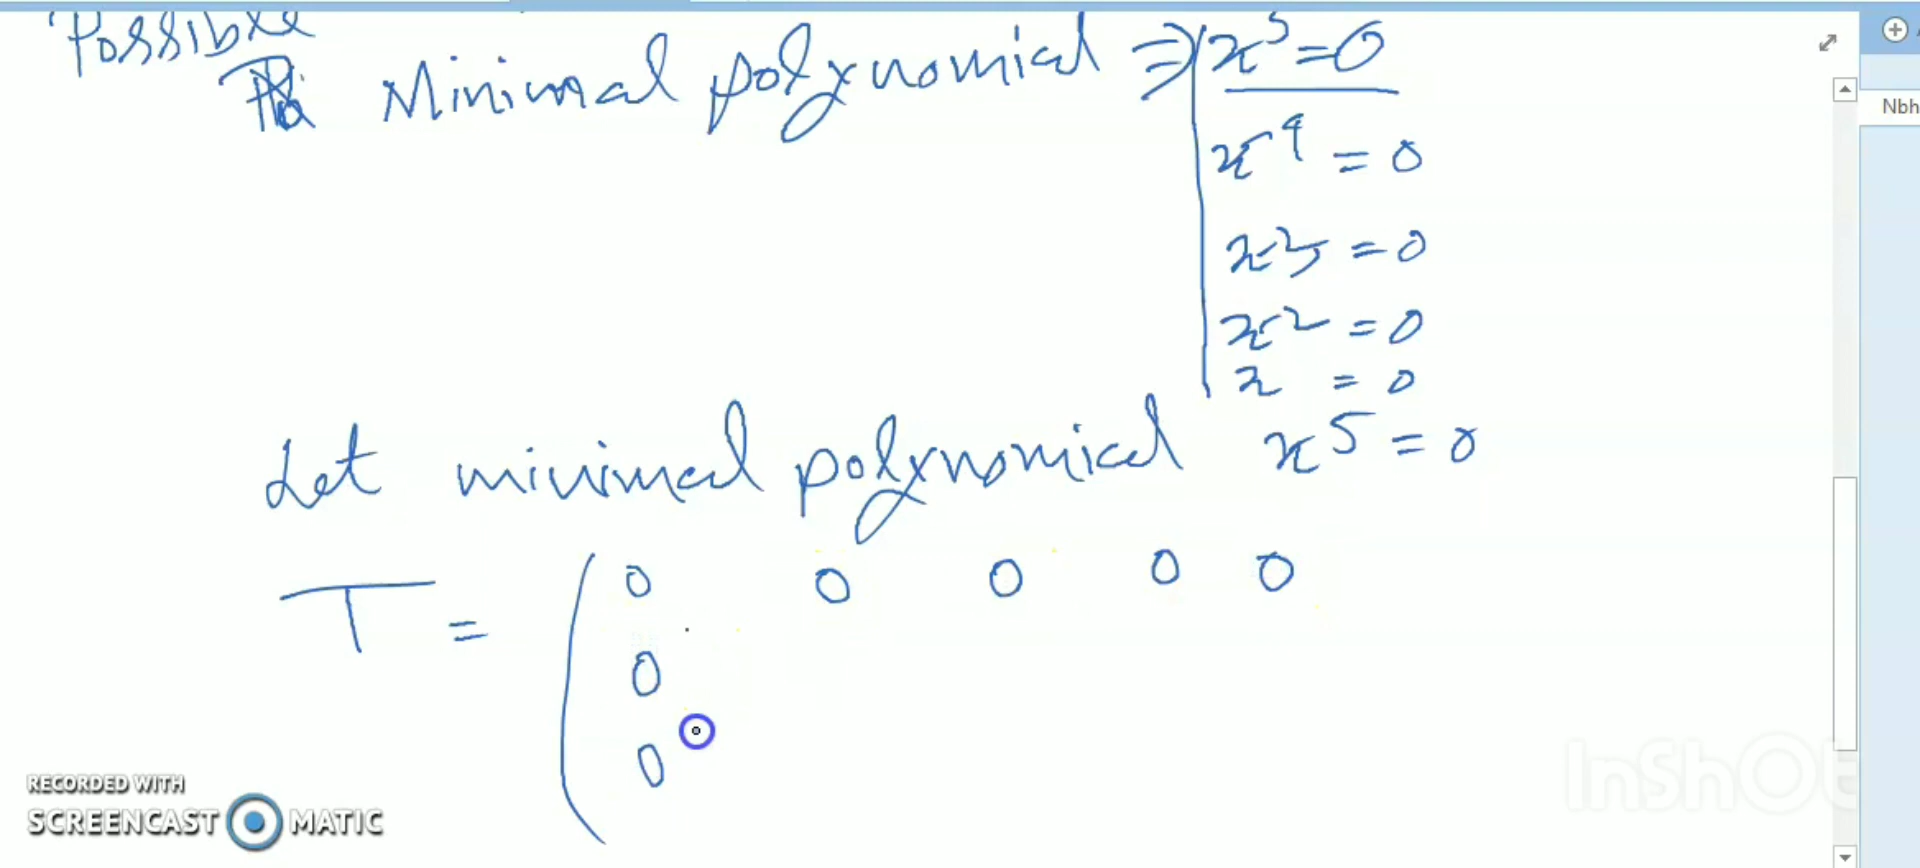 Possible
Minimal polynomial ⇒ x⁵ = 0
x⁴ = 0
x³ = 0
x² = 0
x = 0
Let minimal polynomial x⁵ = 0
T = ( 0 0 0 0 0
0
0
RECORDED WITH
SCREENCAST MATIC
InShot
Nbh